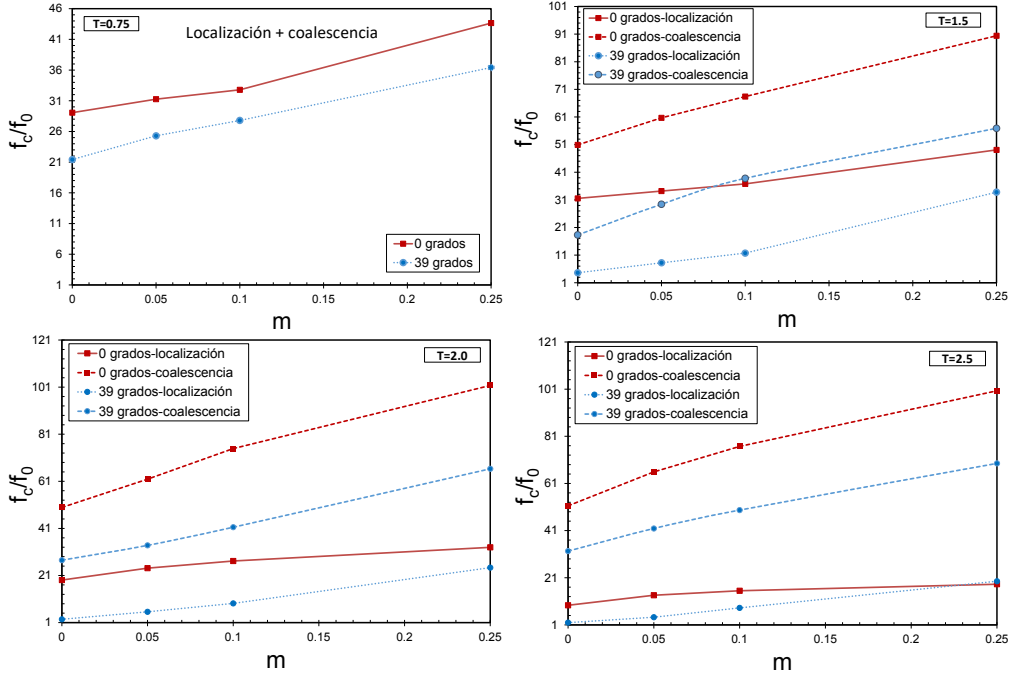 46
41
36
31
26
21
16
11
6
1
f_c/f_0
T=0.75
Localización + coalescencia
0 grados
39 grados
0 0.05 0.1 0.15 0.2 0.25
m
101
91
81
71
61
51
41
31
21
11
1
f_c/f_0
0 grados-localización
0 grados-coalescencia
39 grados-localización
39 grados-coalescencia
T=1.5
0 0.05 0.1 0.15 0.2 0.25
m
121
101
81
61
41
21
1
f_c/f_0
0 grados-localización
0 grados-coalescencia
39 grados-localización
39 grados-coalescencia
T=2.0
0 0.05 0.1 0.15 0.2 0.25
m
121
101
81
61
41
21
1
f_c/f_0
0 grados-localización
0 grados-coalescencia
39 grados-localización
39 grados-coalescencia
T=2.5
0 0.05 0.1 0.15 0.2 0.25
m